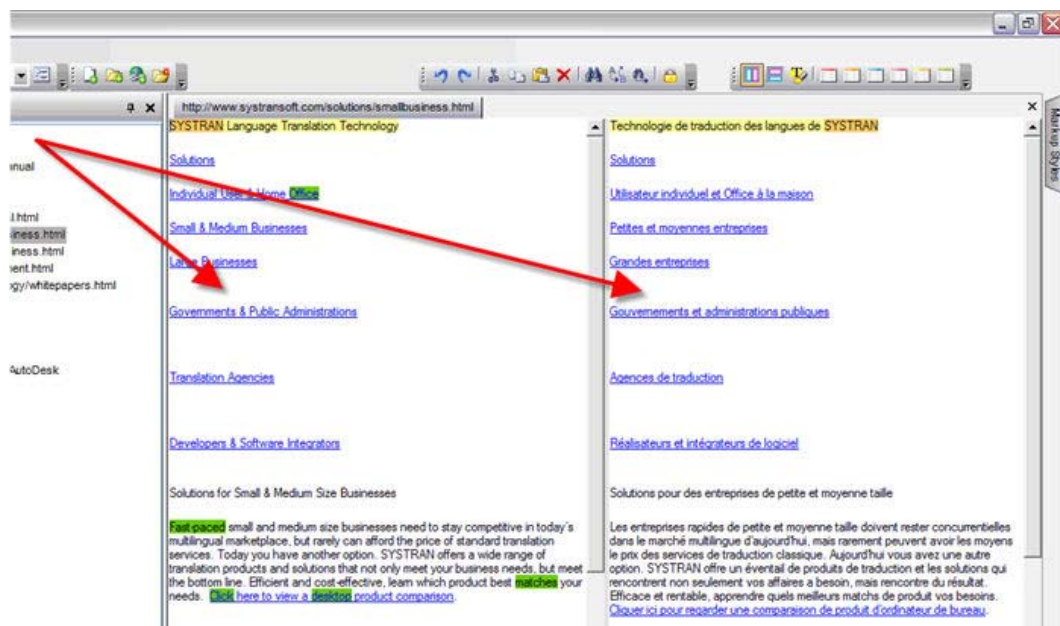 http://www.systransoft.com/solutions/smallbusiness.html
Markup Styles
nual
l.html
iness.html
iness.html
ent.html
gy/whitepapers.html
AutoDesk
SYSTRAN Language Translation Technology
Solutions
Individual User & Home Office
Small & Medium Businesses
Large Businesses
Governments & Public Administrations
Translation Agencies
Developers & Software Integrators
Solutions for Small & Medium Size Businesses
Fast-paced small and medium size businesses need to stay competitive in today's
multilingual marketplace, but rarely can afford the price of standard translation
services. Today you have another option. SYSTRAN offers a wide range of
translation products and solutions that not only meet your business needs, but meet
the bottom line. Efficient and cost-effective, learn which product best matches your
needs. Click here to view a desktop product comparison.
Technologie de traduction des langues de SYSTRAN
Solutions
Utilisateur individuel et Office à la maison
Petites et moyennes entreprises
Grandes entreprises
Gouvernements et administrations publiques
Agences de traduction
Réalisateurs et intégrateurs de logiciel
Solutions pour des entreprises de petite et moyenne taille
Les entreprises rapides de petite et moyenne taille doivent rester concurrentielles
dans le marché multilingue d'aujourd'hui, mais rarement peuvent avoir les moyens
le prix des services de traduction classique. Aujourd'hui vous avez une autre
option. SYSTRAN offre un éventail de produits de traduction et les solutions qui
rencontrent non seulement vos affaires a besoin, mais rencontre du résultat.
Efficace et rentable, apprendre quels meilleurs matchs de produit vos besoins.
Cliquer ici pour regarder une comparaison de produit d'ordinateur de bureau.